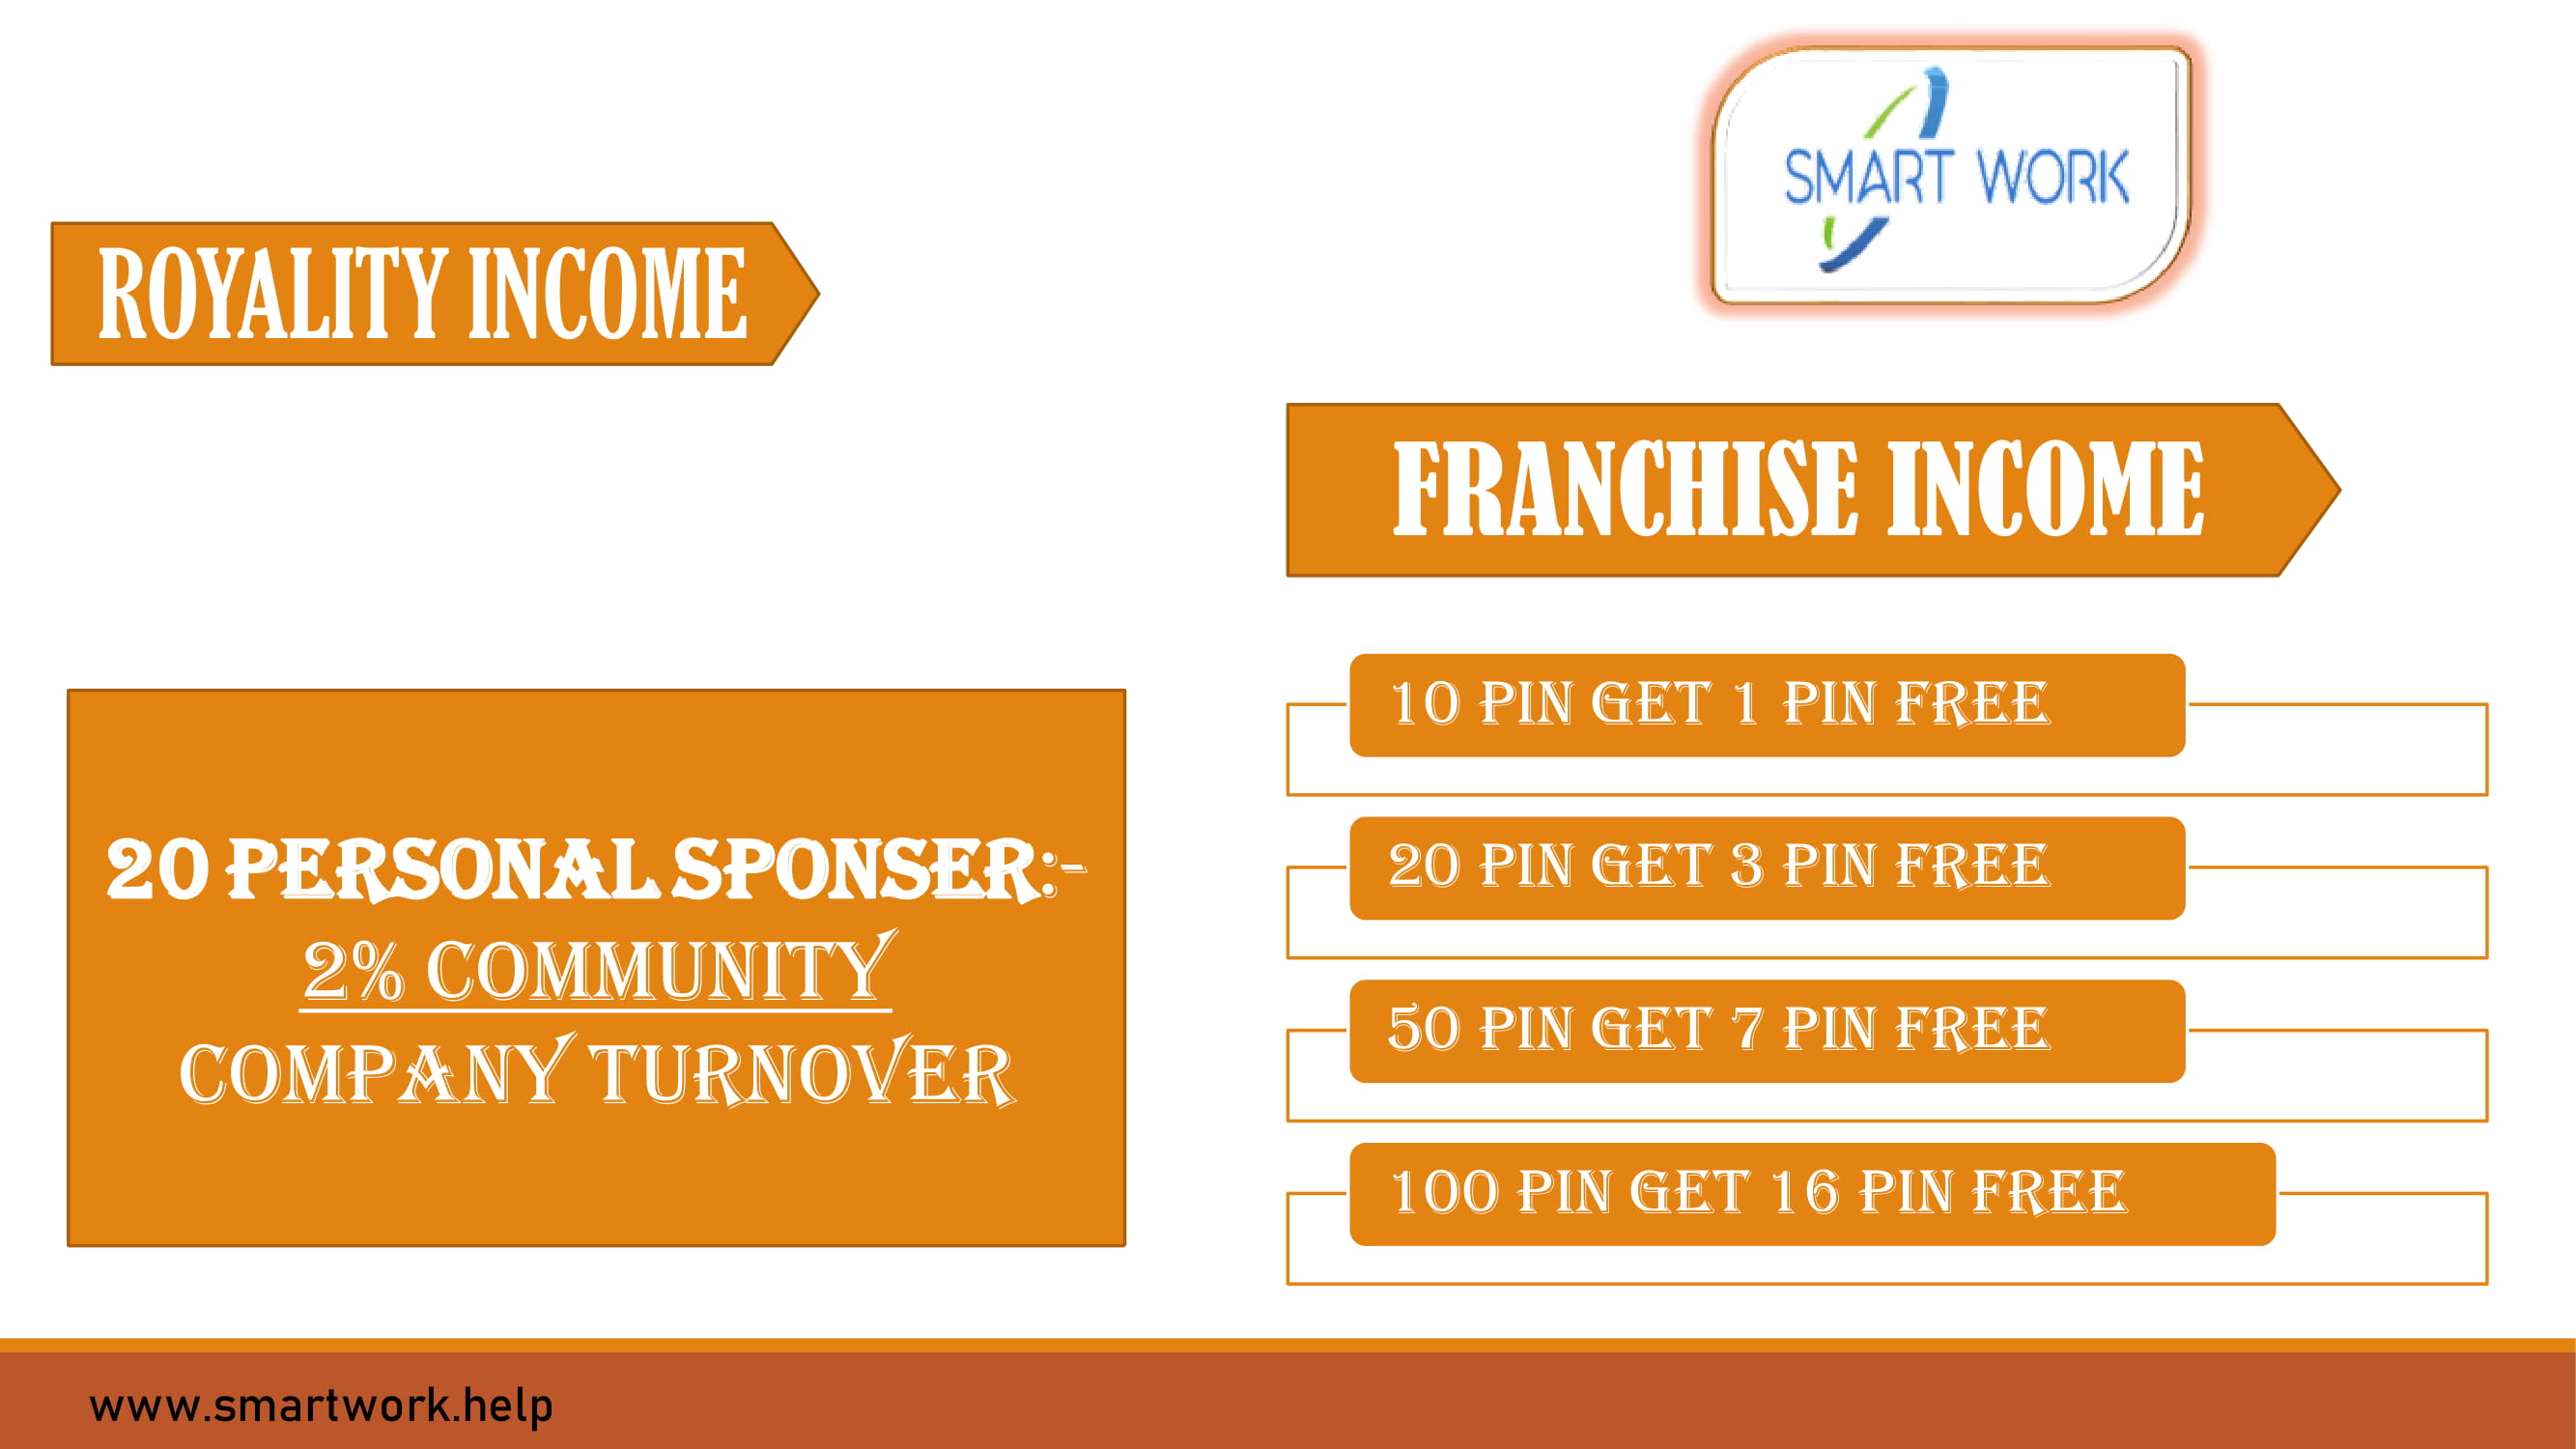 SMART WORK
ROYALITY INCOME
FRANCHISE INCOME
20 PERSONAL SPONSER:-
2% COMMUNITY
COMPANY TURNOVER
10 PIN GET 1 PIN FREE
20 PIN GET 3 PIN FREE
50 PIN GET 7 PIN FREE
100 PIN GET 16 PIN FREE
www.smartwork.help